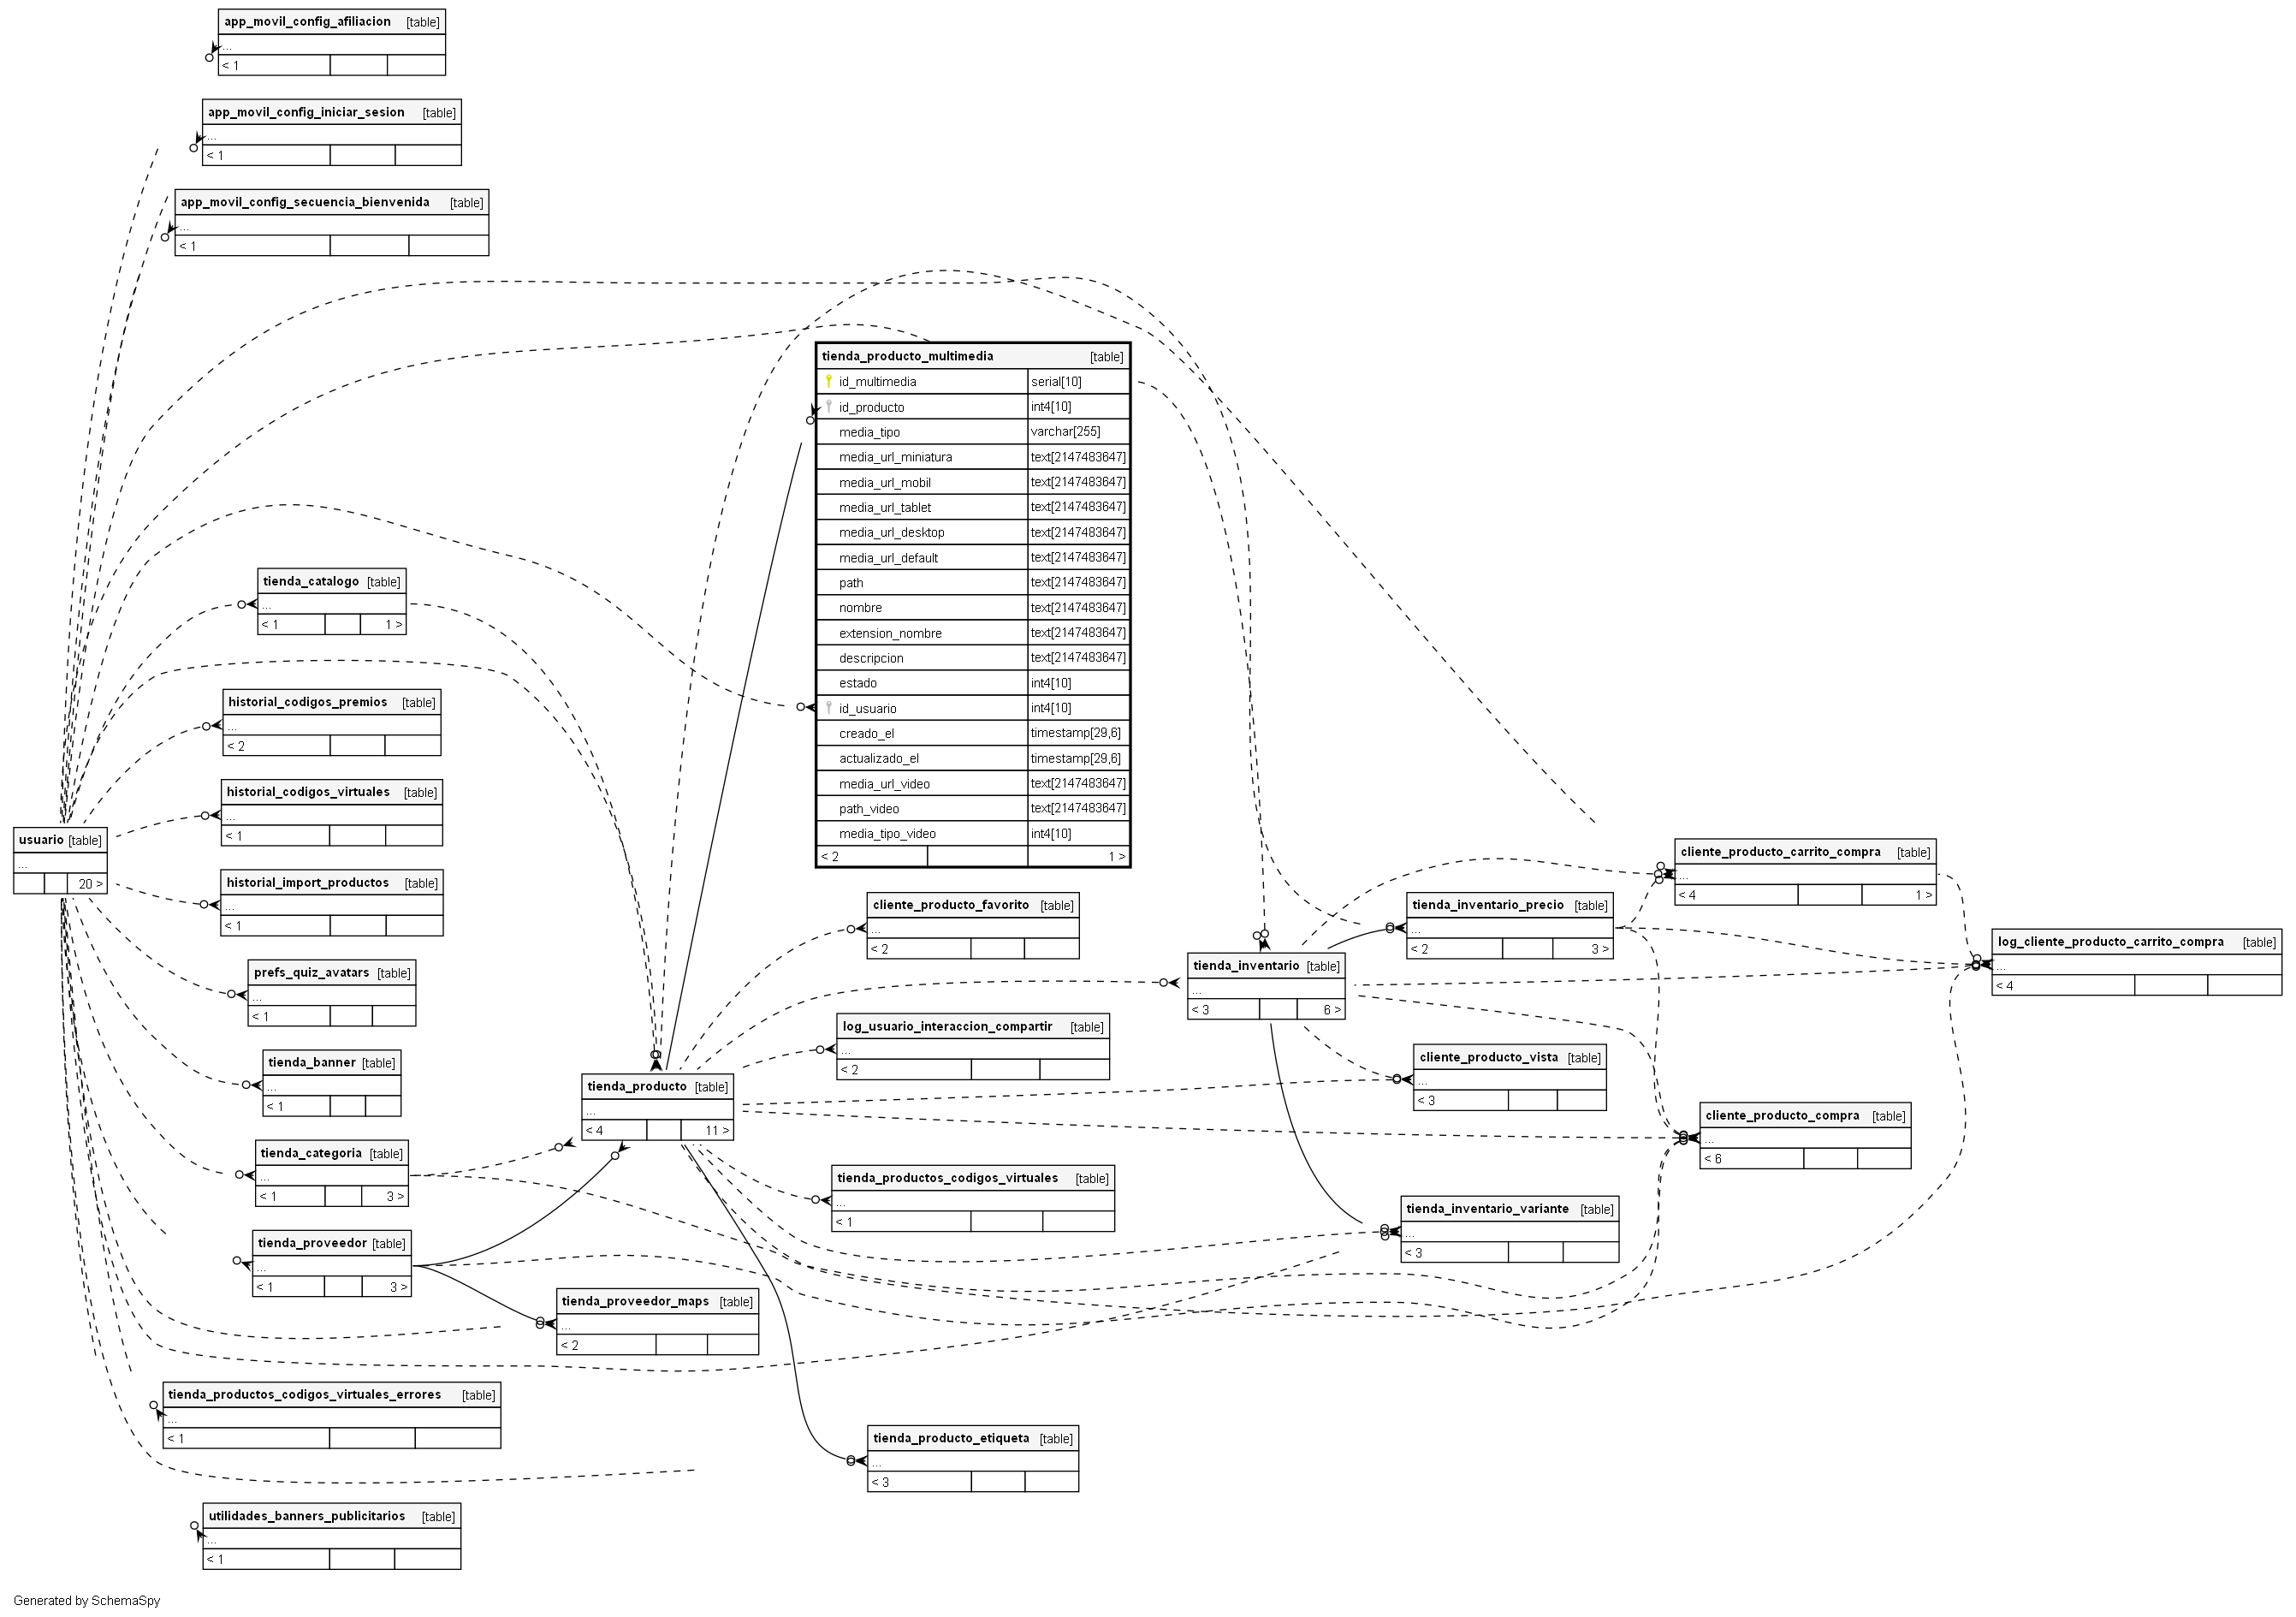 app_movil_config_afiliacion [table]
...
< 1
app_movil_config_iniciar_sesion [table]
...
< 1
app_movil_config_secuencia_bienvenida [table]
...
< 1
tienda_producto_multimedia [table]
id_multimedia serial[10]
id_producto int4[10]
media_tipo varchar[255]
media_url_miniatura text[2147483647]
media_url_mobil text[2147483647]
media_url_tablet text[2147483647]
media_url_desktop text[2147483647]
media_url_default text[2147483647]
path text[2147483647]
nombre text[2147483647]
extension_nombre text[2147483647]
descripcion text[2147483647]
estado int4[10]
id_usuario int4[10]
creado_el timestamp[29,6]
actualizado_el timestamp[29,6]
media_url_video text[2147483647]
path_video text[2147483647]
media_tipo_video int4[10]
< 2 1 >
tienda_catalogo [table]
...
< 1 1 >
historial_codigos_premios [table]
...
< 2
historial_codigos_virtuales [table]
...
< 1
usuario [table]
...
20 >
historial_import_productos [table]
...
< 1
prefs_quiz_avatars [table]
...
< 1
tienda_banner [table]
...
< 1
tienda_categoria [table]
...
< 1 3 >
tienda_proveedor [table]
...
< 1 3 >
tienda_producto [table]
...
< 4 11 >
tienda_proveedor_maps [table]
...
< 2
tienda_productos_codigos_virtuales_errores [table]
...
< 1
utilidades_banners_publicitarios [table]
...
< 1
cliente_producto_favorito [table]
...
< 2
log_usuario_interaccion_compartir [table]
...
< 2
tienda_productos_codigos_virtuales [table]
...
< 1
tienda_producto_etiqueta [table]
...
< 3
tienda_inventario [table]
...
< 3 6 >
tienda_inventario_precio [table]
...
< 2 3 >
cliente_producto_vista [table]
...
< 3
tienda_inventario_variante [table]
...
< 3
cliente_producto_carrito_compra [table]
...
< 4 1 >
cliente_producto_compra [table]
...
< 6
log_cliente_producto_carrito_compra [table]
...
< 4
Generated by SchemaSpy